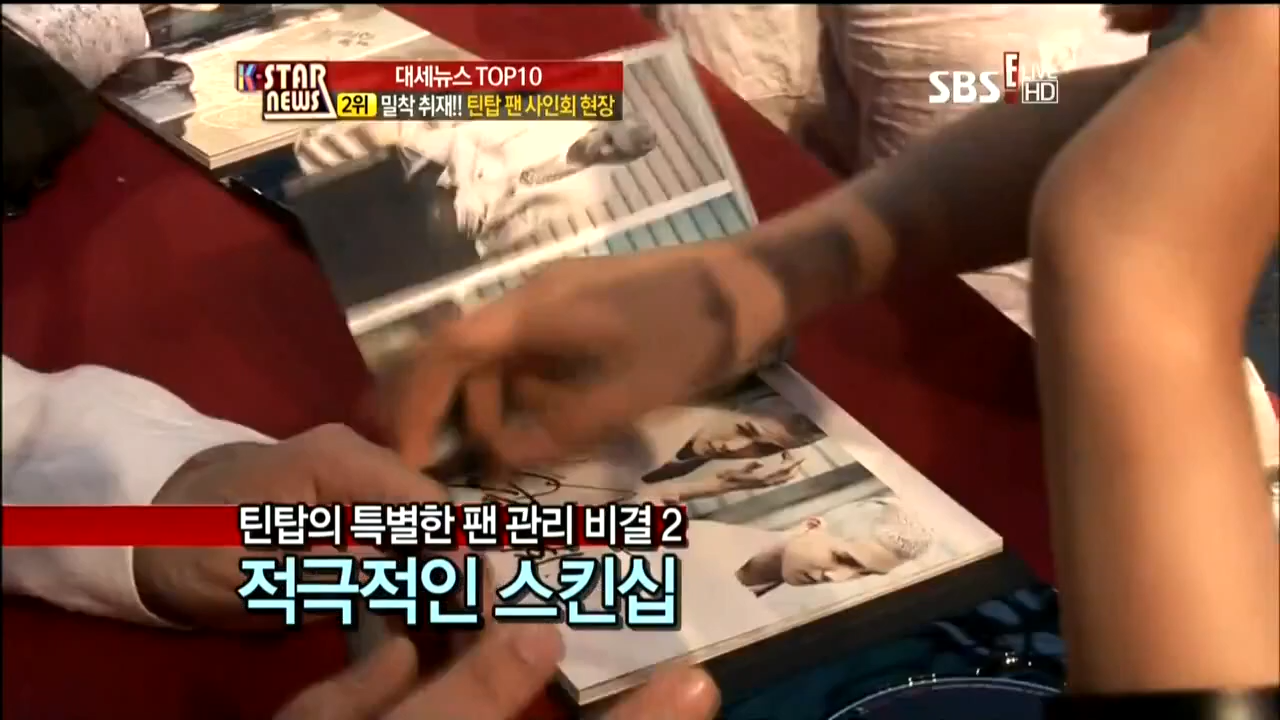 K·STAR NEWS
대세뉴스 TOP10
2위 밀착 취재!! 틴탑 팬 사인회 현장
SBS E! LIVE HD
틴탑의 특별한 팬 관리 비결 2
적극적인 스킨십